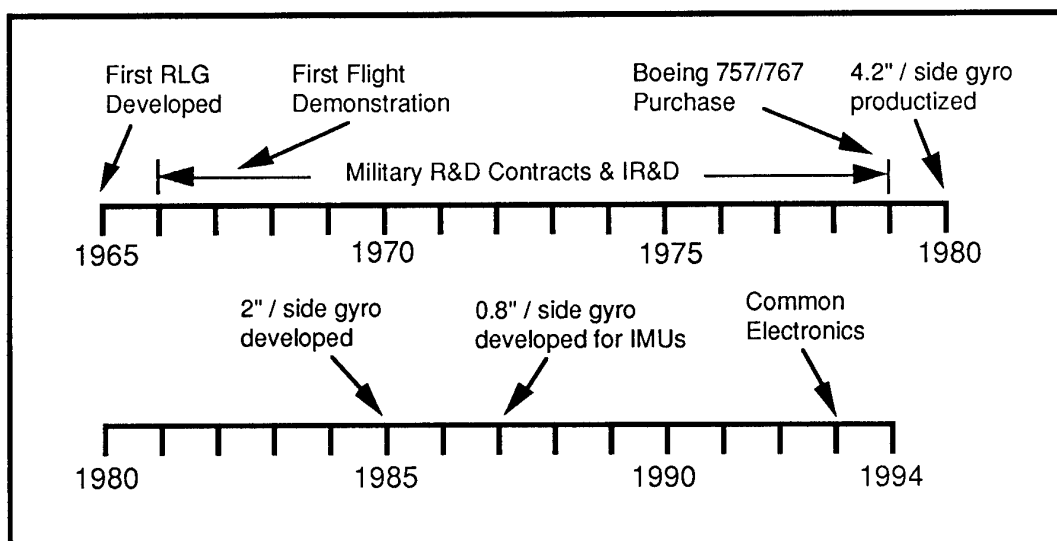 First RLG
Developed
First Flight
Demonstration
Boeing 757/767
Purchase
4.2" / side gyro
productized
Military R&D Contracts & IR&D
1965 1970 1975 1980
2" / side gyro
developed
0.8" / side gyro
developed for IMUs
Common
Electronics
1980 1985 1990 1994